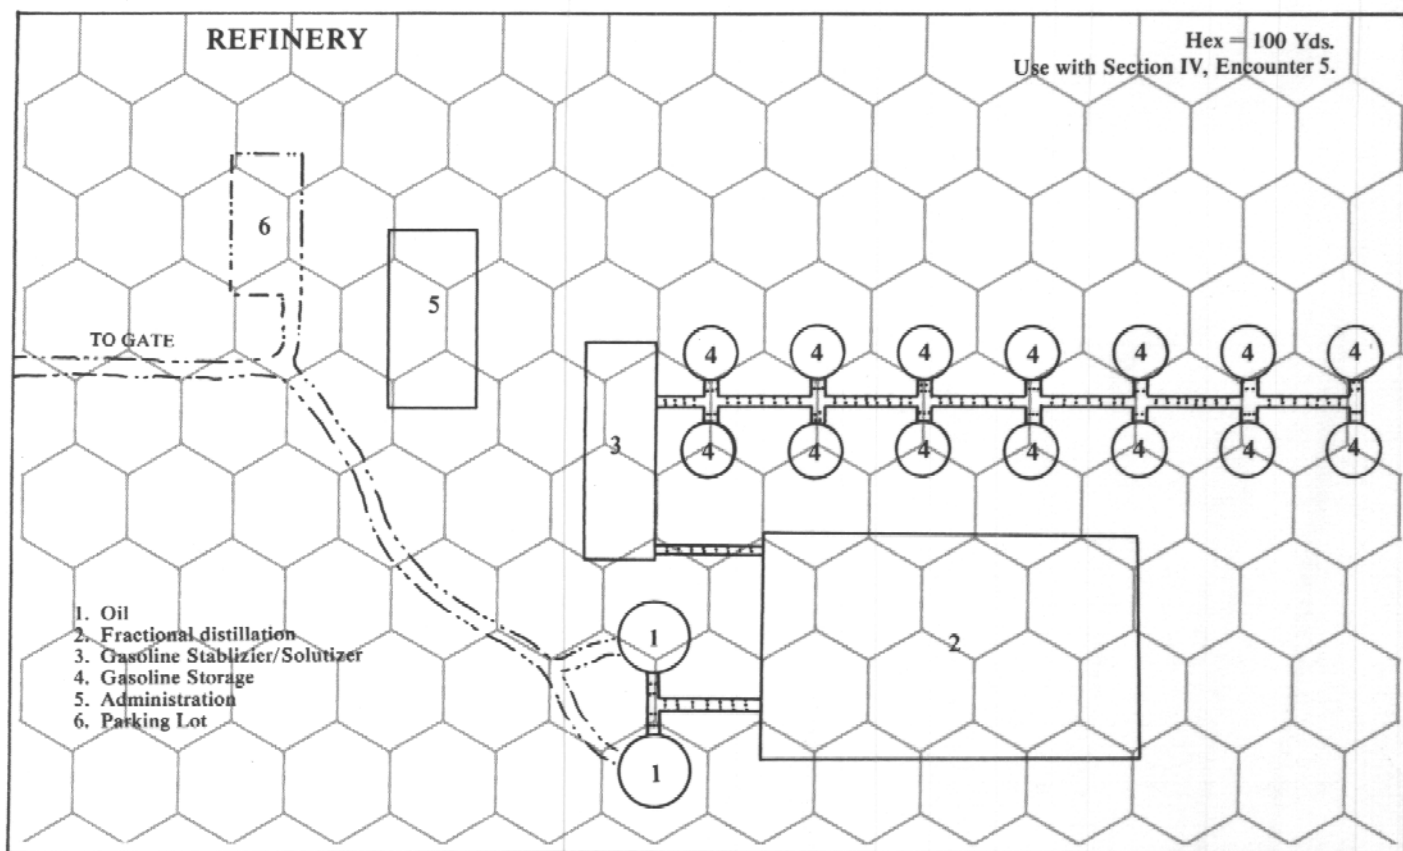 REFINERY
Hex = 100 Yds.
Use with Section IV, Encounter 5.
6
5
TO GATE
4 4 4 4 4 4 4
3
4 4 4 4 4 4 4
1. Oil
2. Fractional distillation
3. Gasoline Stablizier/Solutizer
4. Gasoline Storage
5. Administration
6. Parking Lot
1
2
1